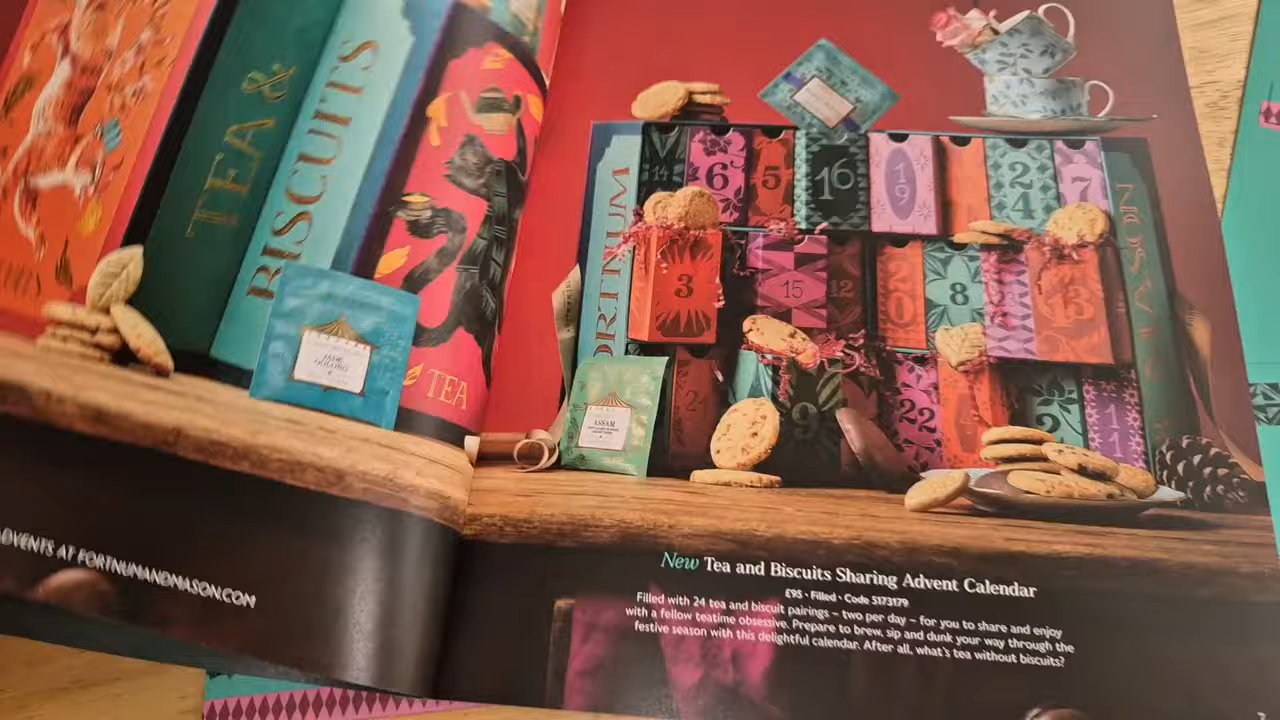 TEA &
BISCUITS
TEA
JADE
OOLONG
ADVENTS AT FORTNUMANDMASON.COM
FORTNUM
14
6
5
16
19
24
7
3
15
12
20
8
13
9
22
2
11
ASSAM
New Tea and Biscuits Sharing Advent Calendar
£95 • Filled • Code 5173179
Filled with 24 tea and biscuit pairings – two per day – for you to share and enjoy
with a fellow teatime obsessive. Prepare to brew, sip and dunk your way through the
festive season with this delightful calendar. After all, what's tea without biscuits?